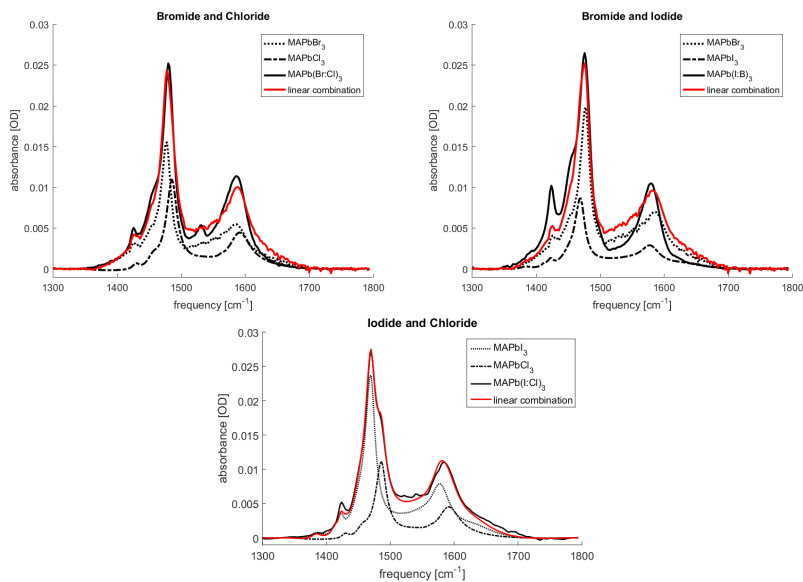 Bromide and Chloride
0.03
0.025
0.02
0.015
0.01
0.005
0
absorbance [OD]
MAPbBr3
MAPbCl3
MAPb(Br:Cl)3
linear combination
1300 1400 1500 1600 1700 1800
frequency [cm-1]
Bromide and Iodide
0.03
0.025
0.02
0.015
0.01
0.005
0
absorbance [OD]
MAPbBr3
MAPbI3
MAPb(I:B)3
linear combination
1300 1400 1500 1600 1700 1800
frequency [cm-1]
Iodide and Chloride
0.03
0.025
0.02
0.015
0.01
0.005
0
absorbance [OD]
MAPbI3
MAPbCl3
MAPb(I:Cl)3
linear combination
1300 1400 1500 1600 1700 1800
frequency [cm-1]